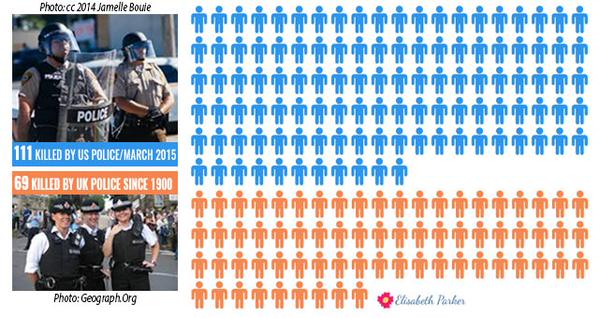 Photo: cc 2014 Jamelle Bouie
POLICE
111 KILLED BY US POLICE/MARCH 2015
69 KILLED BY UK POLICE SINCE 1900
Photo: Geograph.Org
Elisabeth Parker